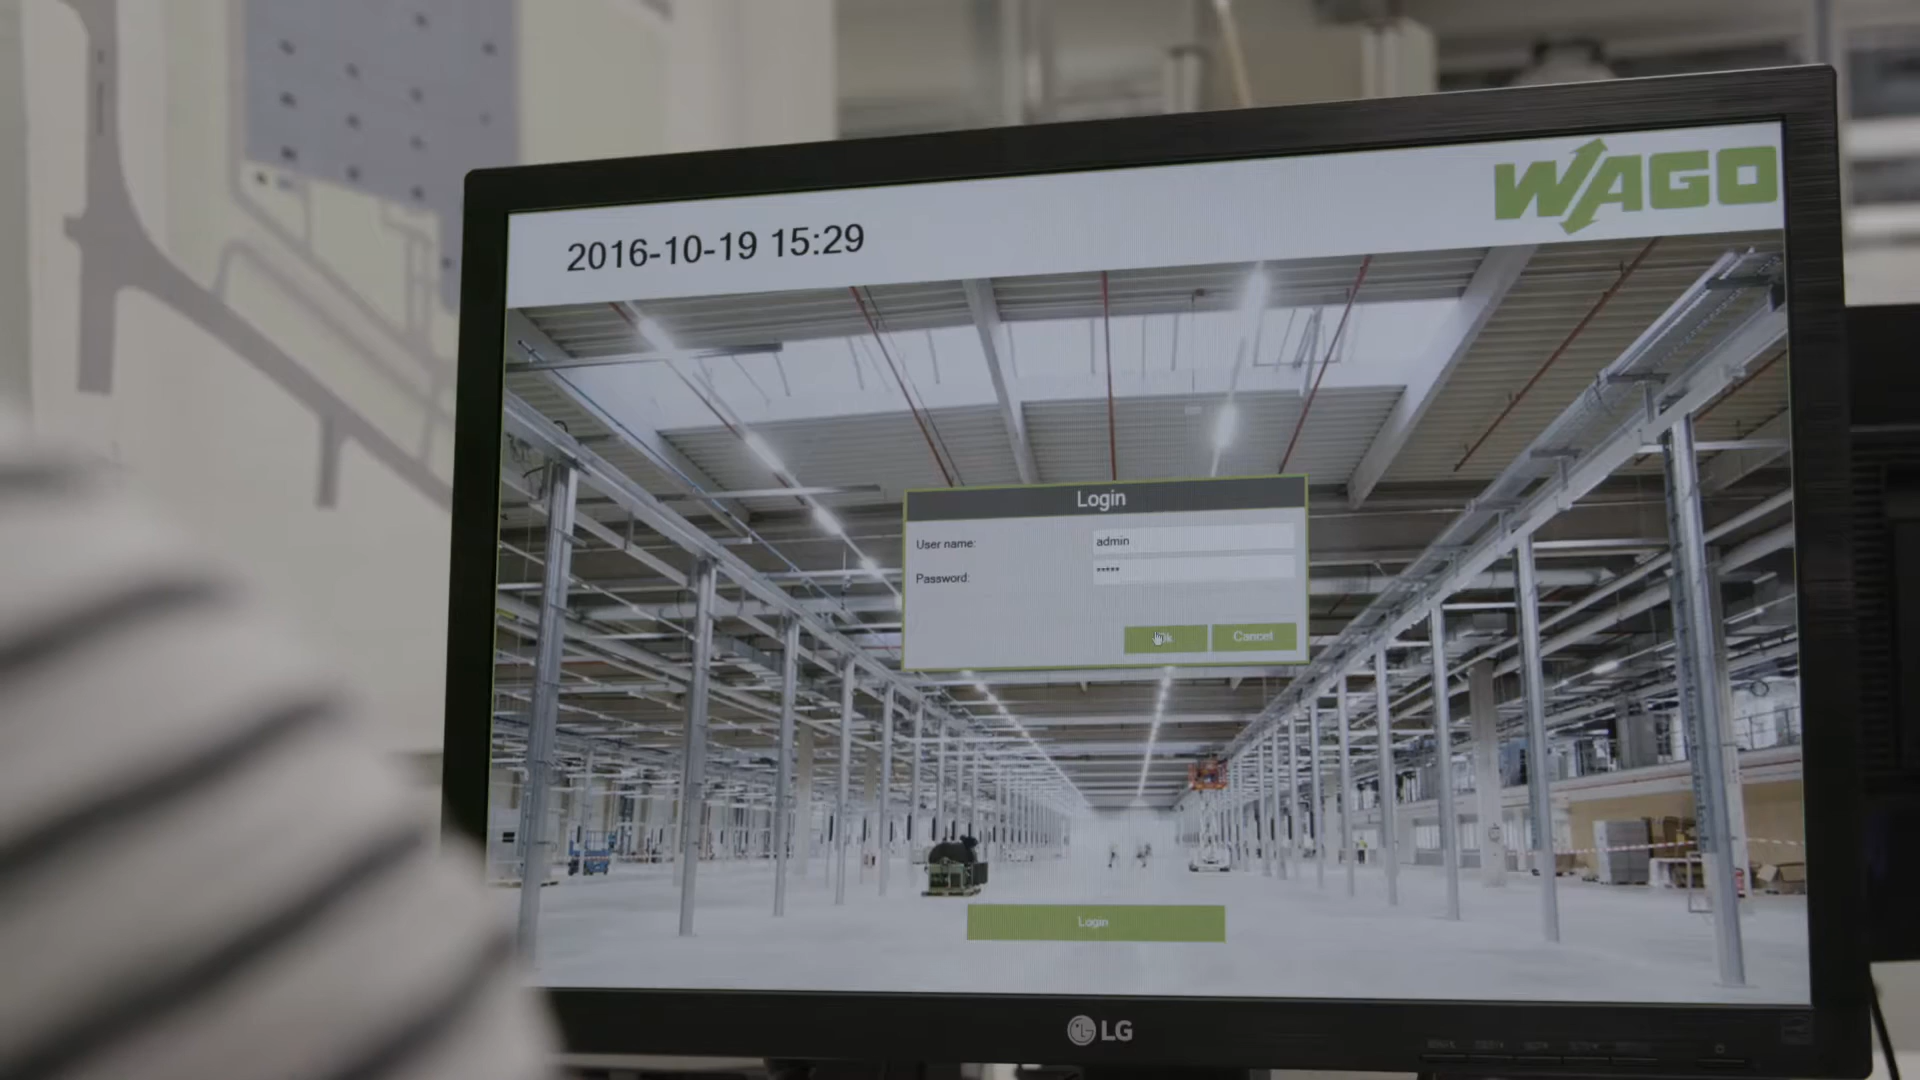 WAGO
2016-10-19 15:29
Login
User name: admin
Password: *****
Cancel
Login
LG